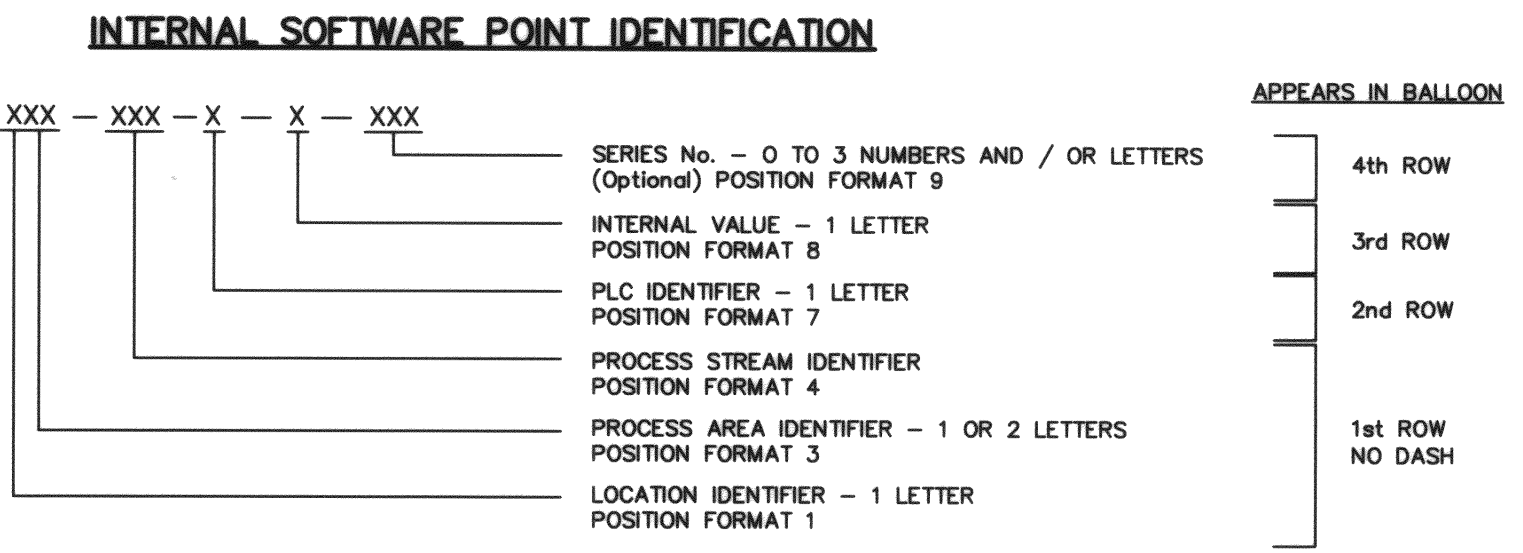 INTERNAL SOFTWARE POINT IDENTIFICATION
APPEARS IN BALLOON
XXX — XXX — X — X — XXX
SERIES No. — 0 TO 3 NUMBERS AND / OR LETTERS
(Optional) POSITION FORMAT 9
4th ROW
INTERNAL VALUE — 1 LETTER
POSITION FORMAT 8
3rd ROW
PLC IDENTIFIER — 1 LETTER
POSITION FORMAT 7
2nd ROW
PROCESS STREAM IDENTIFIER
POSITION FORMAT 4
PROCESS AREA IDENTIFIER — 1 OR 2 LETTERS
POSITION FORMAT 3
1st ROW
NO DASH
LOCATION IDENTIFIER — 1 LETTER
POSITION FORMAT 1